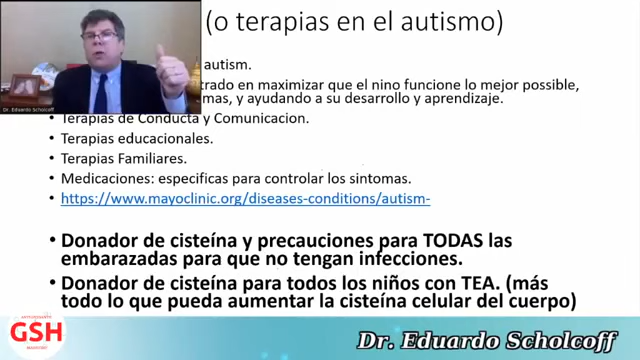 (o terapias en el autismo)
autism.
trado en maximizar que el nino funcione lo mejor possible,
mas, y ayudando a su desarrollo y aprendizaje.
• Terapias de Conducta y Comunicacion.
• Terapias educacionales.
• Terapias Familiares.
• Medicaciones: especificas para controlar los sintomas.
• https://www.mayoclinic.org/diseases-conditions/autism-
• Donador de cisteína y precauciones para TODAS las
embarazadas para que no tengan infecciones.
• Donador de cisteína para todos los niños con TEA. (más
todo lo que pueda aumentar la cisteína celular del cuerpo)
Dr. Eduardo Scholcoff
GSH
Dr. Eduardo Scholcoff